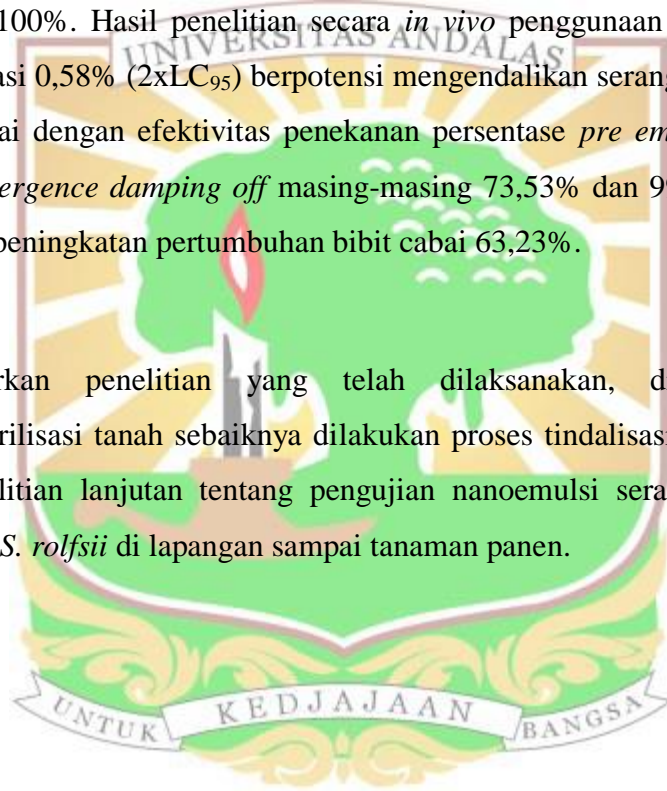 100%. Hasil penelitian secara in vivo penggunaan
UNIVERSITAS ANDALAS
asi 0,58% (2xLC95) berpotensi mengendalikan serang
ai dengan efektivitas penekanan persentase pre em
ergence damping off masing-masing 73,53% dan 9
peningkatan pertumbuhan bibit cabai 63,23%.
rkan penelitian yang telah dilaksanakan, d
rilisasi tanah sebaiknya dilakukan proses tindalisasi
litian lanjutan tentang pengujian nanoemulsi sera
S. rolfsii di lapangan sampai tanaman panen.
UNTUK KEDJAJAAN BANGSA